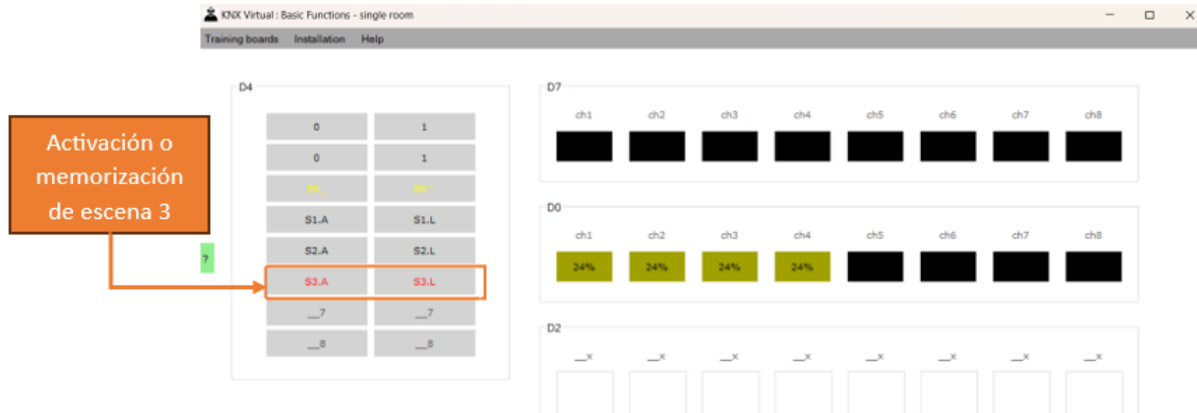 KNX Virtual : Basic Functions - single room
Training boards Installation Help
Activación o
memorización
de escena 3
?
D4
0 1
0 1
S1.A S1.L
S2.A S2.L
S3.A S3.L
__7 __7
__8 __8
D7
ch1 ch2 ch3 ch4 ch5 ch6 ch7 ch8
D0
ch1 ch2 ch3 ch4 ch5 ch6 ch7 ch8
24% 24% 24% 24%
D2
__x __x __x __x __x __x __x __x